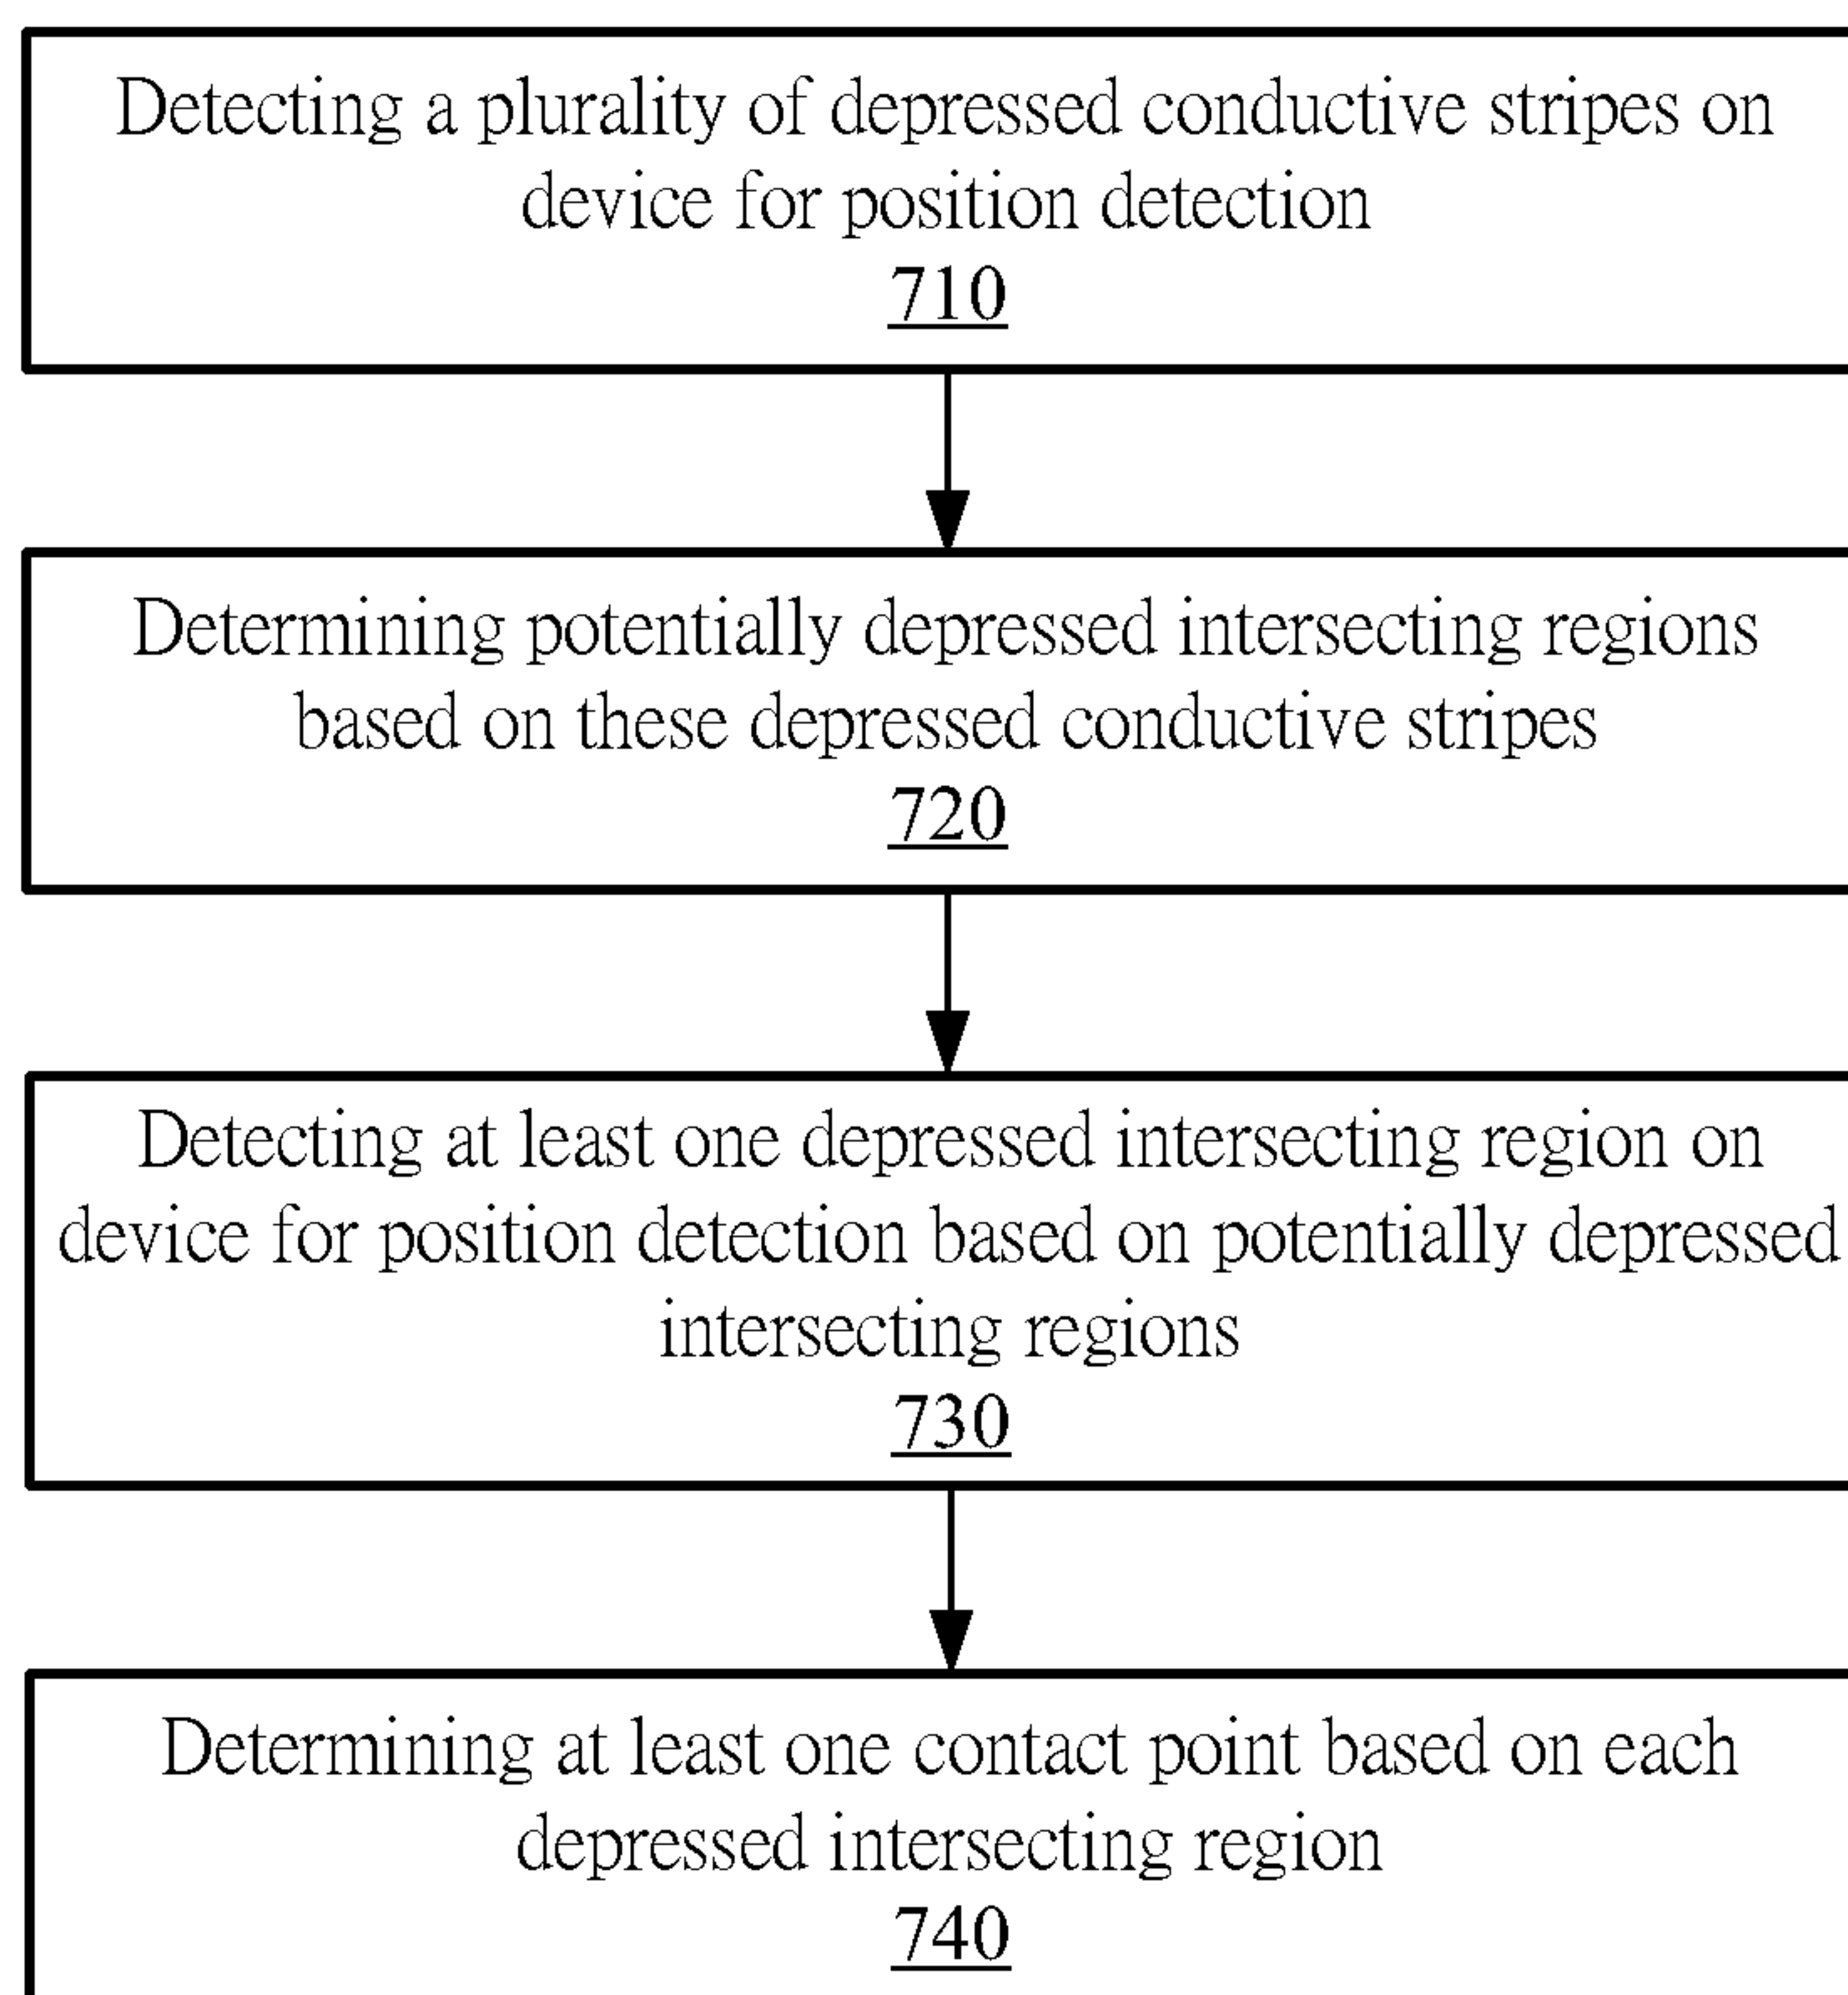 Detecting a plurality of depressed conductive stripes on
device for position detection
710
Determining potentially depressed intersecting regions
based on these depressed conductive stripes
720
Detecting at least one depressed intersecting region on
device for position detection based on potentially depressed
intersecting regions
730
Determining at least one contact point based on each
depressed intersecting region
740